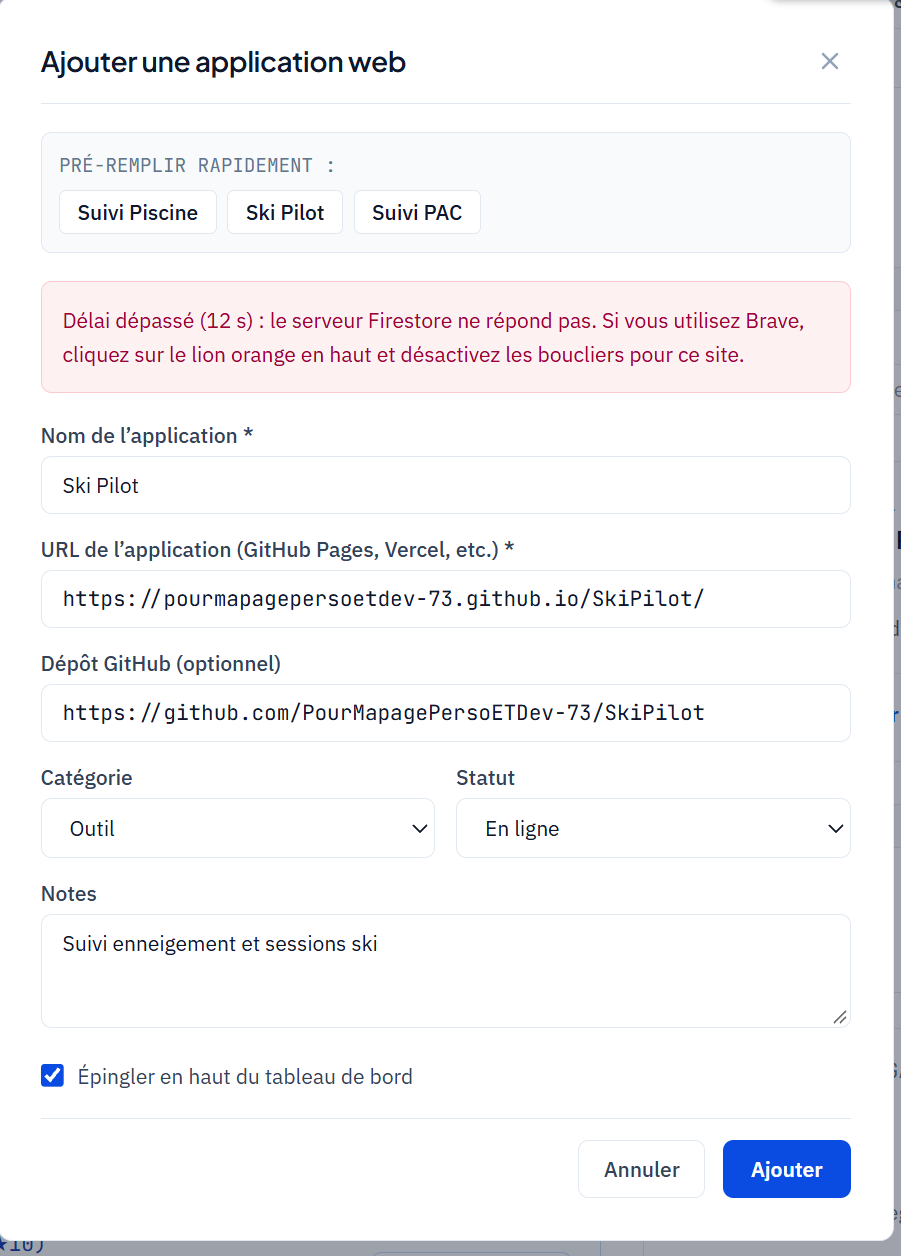 Ajouter une application web
PRÉ-REMPLIR RAPIDEMENT :
Suivi Piscine
Ski Pilot
Suivi PAC
Délai dépassé (12 s) : le serveur Firestore ne répond pas. Si vous utilisez Brave,
cliquez sur le lion orange en haut et désactivez les boucliers pour ce site.
Nom de l’application *
Ski Pilot
URL de l’application (GitHub Pages, Vercel, etc.) *
https://pourmapagepersoetdev-73.github.io/SkiPilot/
Dépôt GitHub (optionnel)
https://github.com/PourMapagePersoETDev-73/SkiPilot
Catégorie
Statut
Outil
En ligne
Notes
Suivi enneigement et sessions ski
Épingler en haut du tableau de bord
Annuler
Ajouter